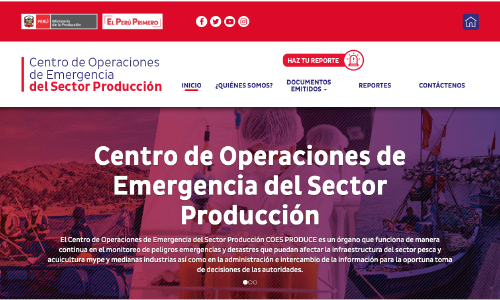 PERÚ Ministerio de la Producción
EL PERÚ PRIMERO
Centro de Operaciones
de Emergencia
del Sector Producción
HAZ TU REPORTE
INICIO
¿QUIÉNES SOMOS?
DOCUMENTOS
EMITIDOS
REPORTES
CONTÁCTENOS
Centro de Operaciones de
Emergencia del Sector
Producción
El Centro de Operaciones de Emergencia del Sector Producción COES PRODUCE es un órgano que funciona de manera
continua en el monitoreo de peligros emergencias y desastres que puedan afectar la infraestructura del sector pesca y
acuicultura mype y medianas industrias así como en la administración e intercambio de la información para la oportuna toma
de decisiones de las autoridades.